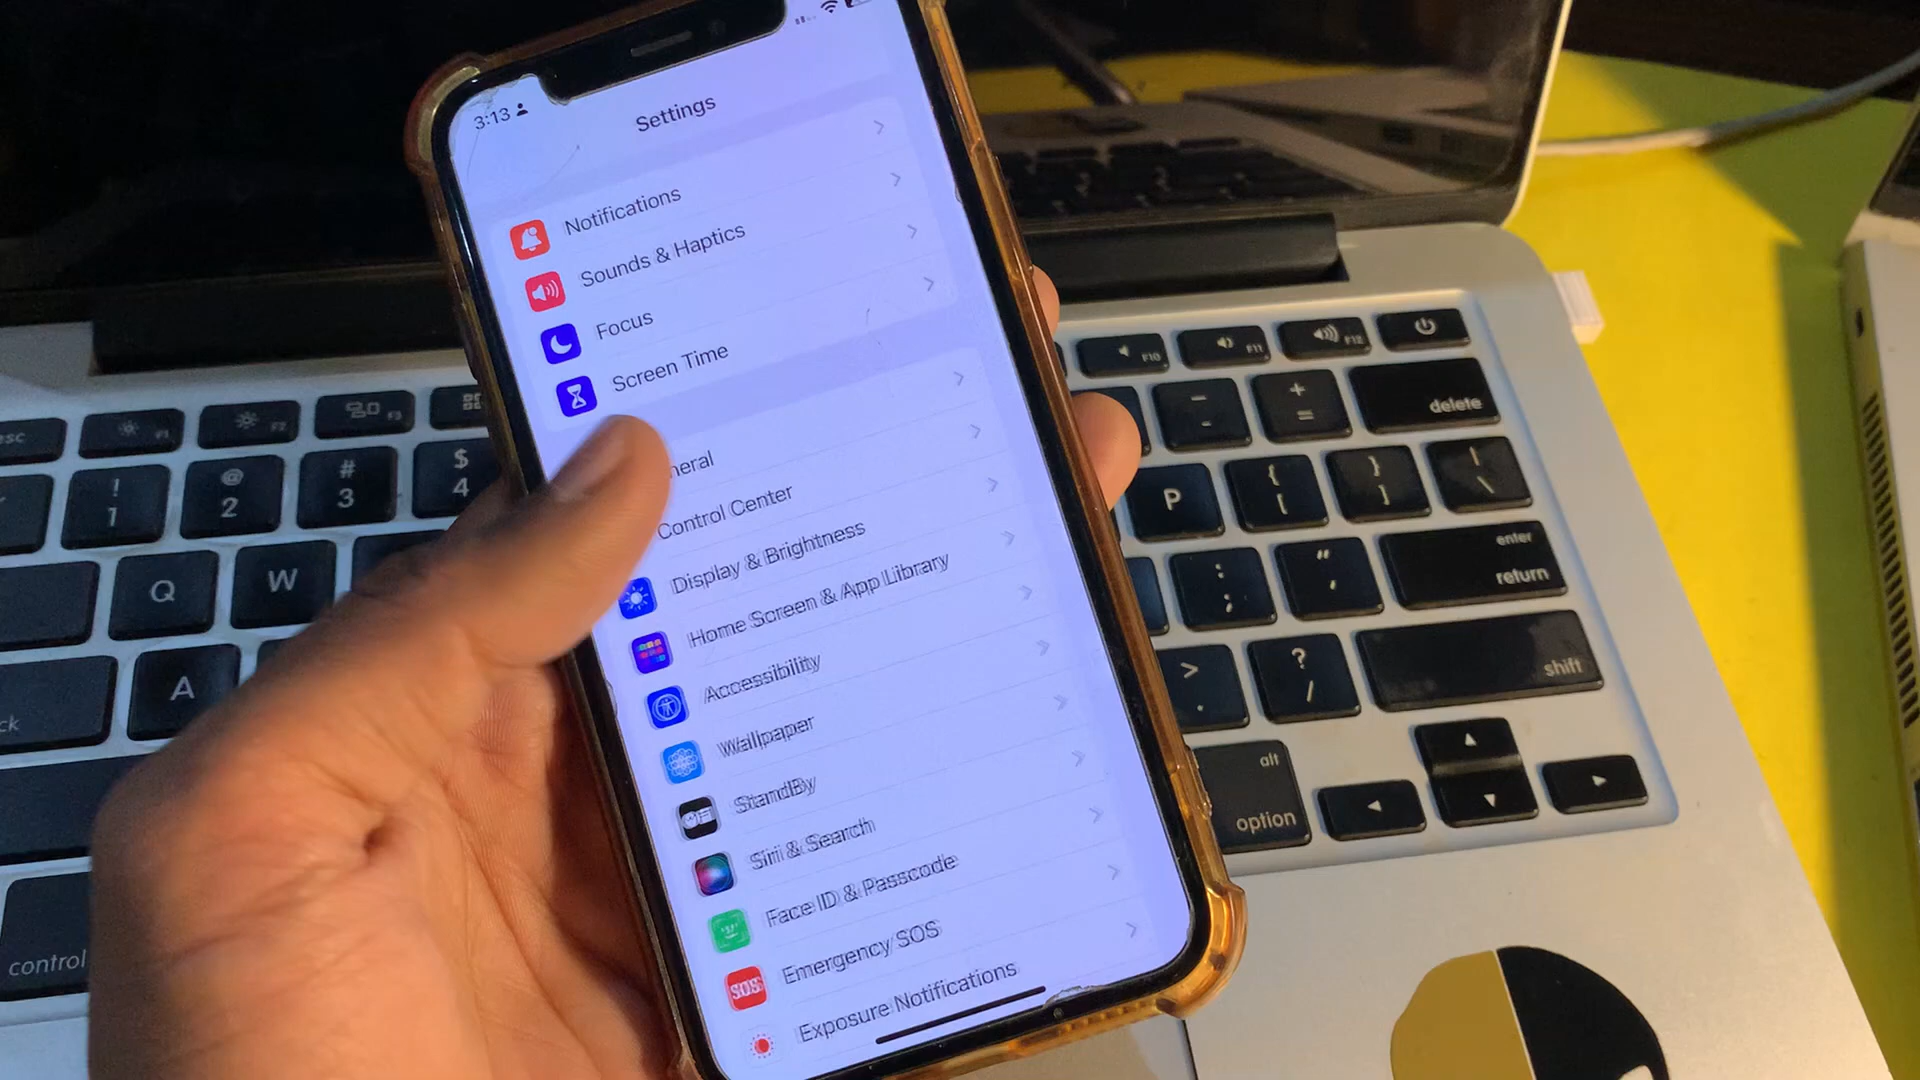 3:13
Settings
Notifications
Sounds & Haptics
Focus
Screen Time
neral
Control Center
Display & Brightness
Home Screen & App Library
Accessibility
Wallpaper
StandBy
Siri & Search
Face ID & Passcode
SOS
Emergency SOS
Exposure Notifications
esc
F1
F2
F3
F10
F11
F12
!
1
@
2
#
3
$
4
-
-
+
=
delete
Q
W
P
{
[
}
]
|
\
A
:
;
"
'
enter
return
ck
>
.
?
/
shift
control
alt
option